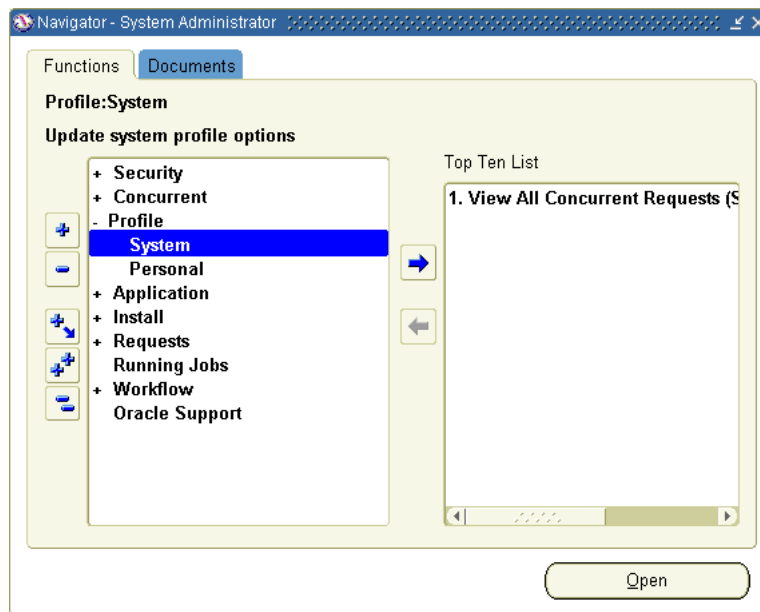 Navigator - System Administrator
Functions
Documents
Profile:System
Update system profile options
+ Security
+ Concurrent
- Profile
System
Personal
+ Application
+ Install
+ Requests
Running Jobs
+ Workflow
Oracle Support
Top Ten List
1. View All Concurrent Requests (S
Open